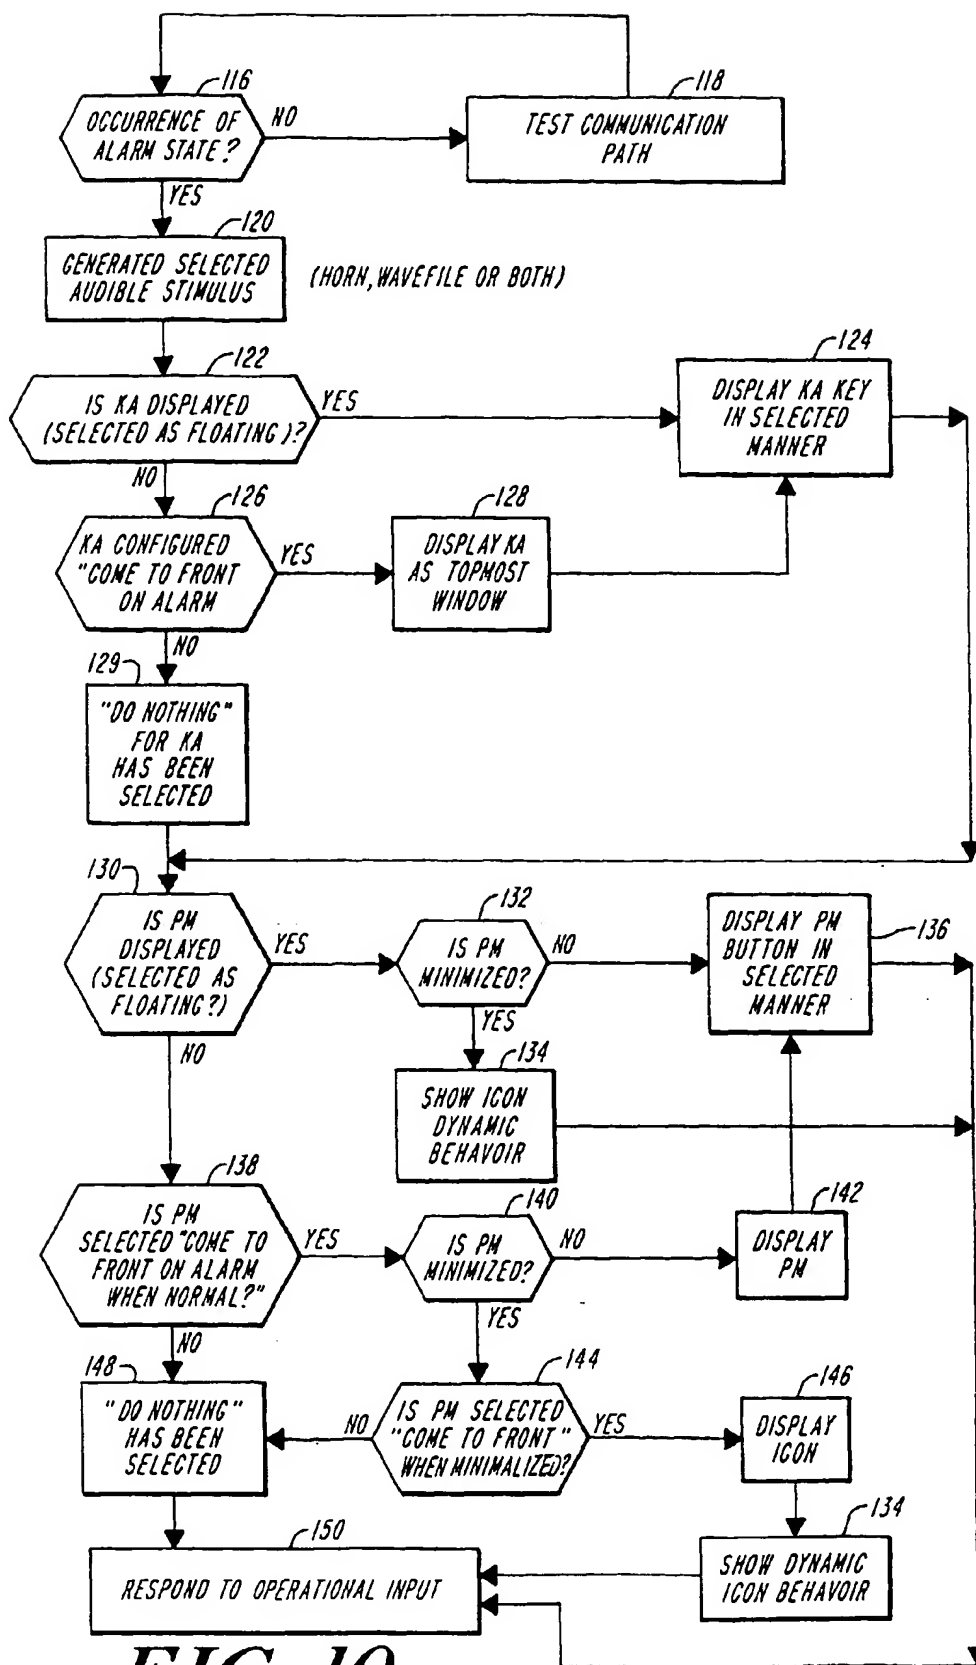 116
OCCURRENCE OF
ALARM STATE?
NO
118
TEST COMMUNICATION
PATH
YES
120
GENERATED SELECTED
AUDIBLE STIMULUS
(HORN, WAVEFILE OR BOTH)
122
IS KA DISPLAYED
(SELECTED AS FLOATING)?
YES
124
DISPLAY KA KEY
IN SELECTED
MANNER
NO
126
KA CONFIGURED
"COME TO FRONT
ON ALARM
YES
128
DISPLAY KA
AS TOPMOST
WINDOW
NO
129
"DO NOTHING"
FOR KA
HAS BEEN
SELECTED
130
IS PM
DISPLAYED
(SELECTED AS
FLOATING?)
YES
132
IS PM
MINIMIZED?
NO
DISPLAY PM
BUTTON IN
SELECTED
MANNER
136
YES
NO
134
SHOW ICON
DYNAMIC
BEHAVOIR
138
IS PM
SELECTED "COME TO
FRONT ON ALARM
WHEN NORMAL?"
YES
140
IS PM
MINIMIZED?
NO
142
DISPLAY
PM
YES
NO
148
"DO NOTHING"
HAS BEEN
SELECTED
NO
144
IS PM SELECTED
"COME TO FRONT"
WHEN MINIMALIZED?
YES
146
DISPLAY
ICON
134
SHOW DYNAMIC
ICON BEHAVOIR
150
RESPOND TO OPERATIONAL INPUT
FIG. 10